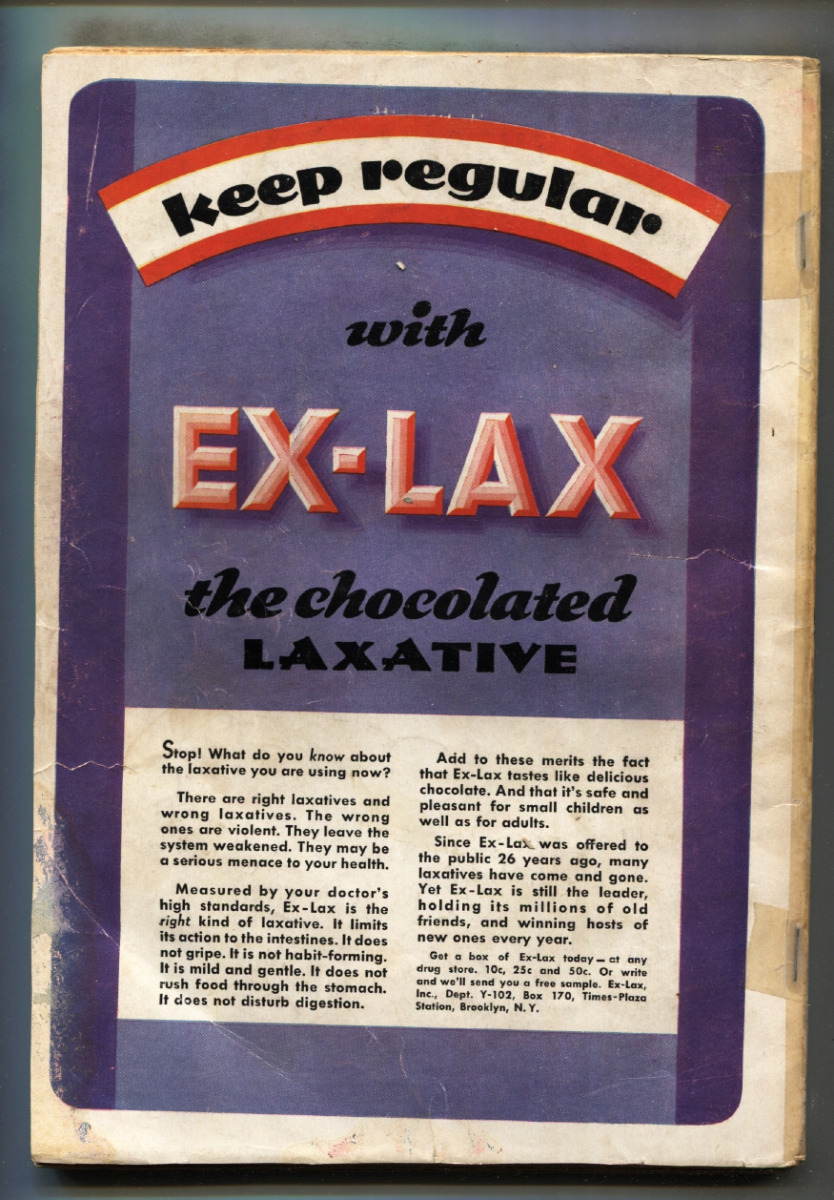 keep regular
with
EX-LAX
the chocolated
LAXATIVE
Stop! What do you know about
the laxative you are using now?
There are right laxatives and
wrong laxatives. The wrong
ones are violent. They leave the
system weakened. They may be
a serious menace to your health.
Measured by your doctor's
high standards, Ex-Lax is the
right kind of laxative. It limits
its action to the intestines. It does
not gripe. It is not habit-forming.
It is mild and gentle. It does not
rush food through the stomach.
It does not disturb digestion.
Add to these merits the fact
that Ex-Lax tastes like delicious
chocolate. And that it's safe and
pleasant for small children as
well as for adults.
Since Ex-Lax was offered to
the public 26 years ago, many
laxatives have come and gone.
Yet Ex-Lax is still the leader,
holding its millions of old
friends, and winning hosts of
new ones every year.
Get a box of Ex-Lax today—at any
drug store. 10c, 25c and 50c. Or write
and we'll send you a free sample. Ex-Lax,
Inc., Dept. Y-102, Box 170, Times-Plaza
Station, Brooklyn, N. Y.